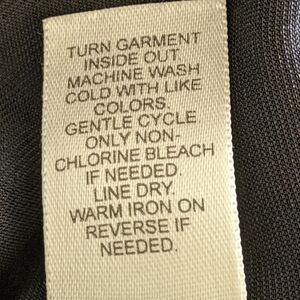 TURN GARMENT
INSIDE OUT.
MACHINE WASH
COLD WITH LIKE
COLORS.
GENTLE CYCLE.
ONLY NON-
CHLORINE BLEACH
IF NEEDED.
LINE DRY.
WARM IRON ON
REVERSE IF
NEEDED.